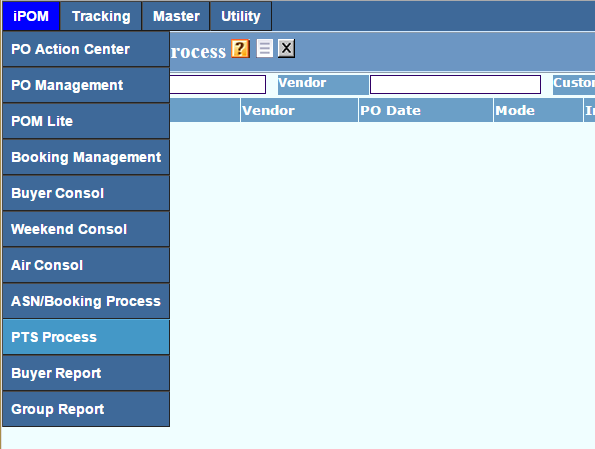 iPOM Tracking Master Utility
PO Action Center
rocess ?
PO Management
Vendor
POM Lite
Vendor PO Date Mode
Booking Management
Buyer Consol
Weekend Consol
Air Consol
ASN/Booking Process
PTS Process
Buyer Report
Group Report